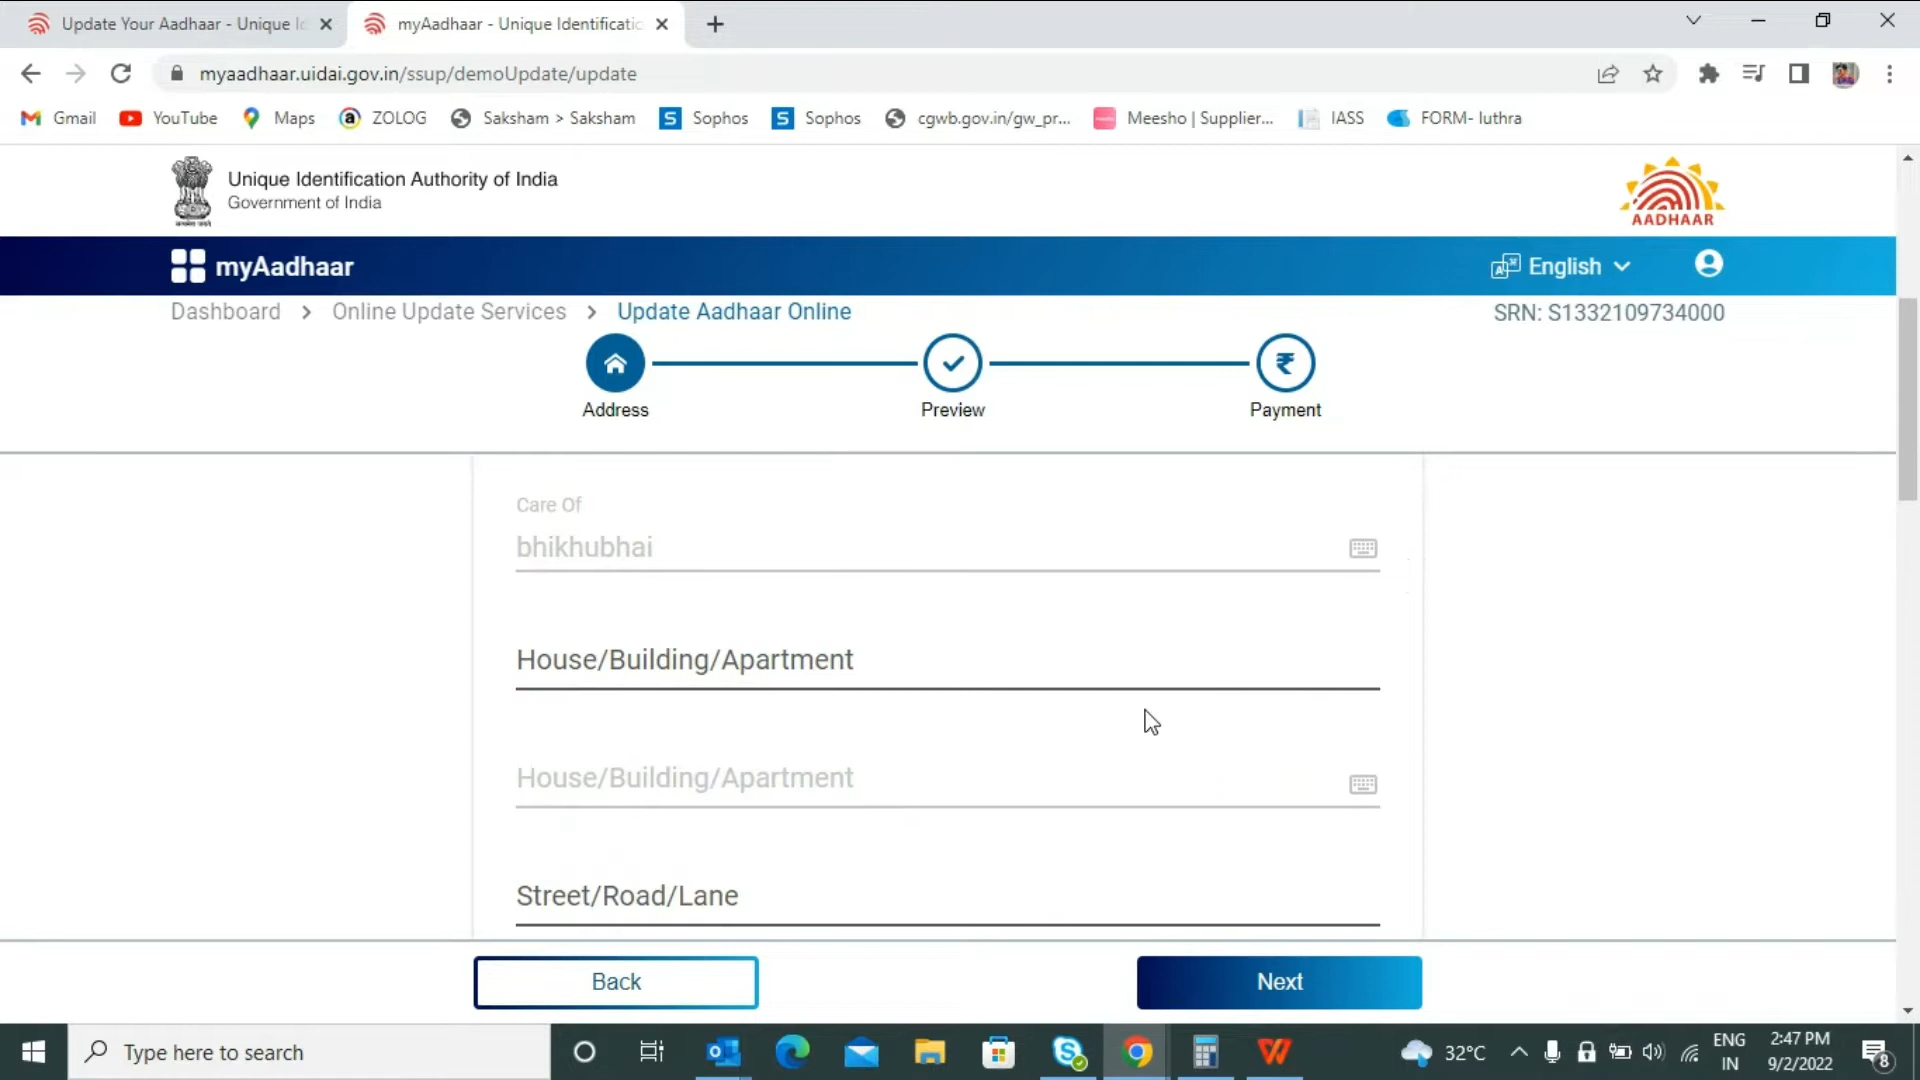 Update Your Aadhaar - Unique Id
myAadhaar - Unique Identificatio
myaadhaar.uidai.gov.in/ssup/demoUpdate/update
Gmail YouTube Maps ZOLOG Saksham > Saksham Sophos Sophos cgwb.gov.in/gw_pr... Meesho | Supplier... IASS FORM- luthra
Unique Identification Authority of India
Government of India
AADHAAR
myAadhaar
English
Dashboard > Online Update Services > Update Aadhaar Online
SRN: S1332109734000
Address Preview Payment
Care Of
bhikhubhai
House/Building/Apartment
House/Building/Apartment
Street/Road/Lane
Back Next
Type here to search
32°C
ENG
IN
2:47 PM
9/2/2022
8